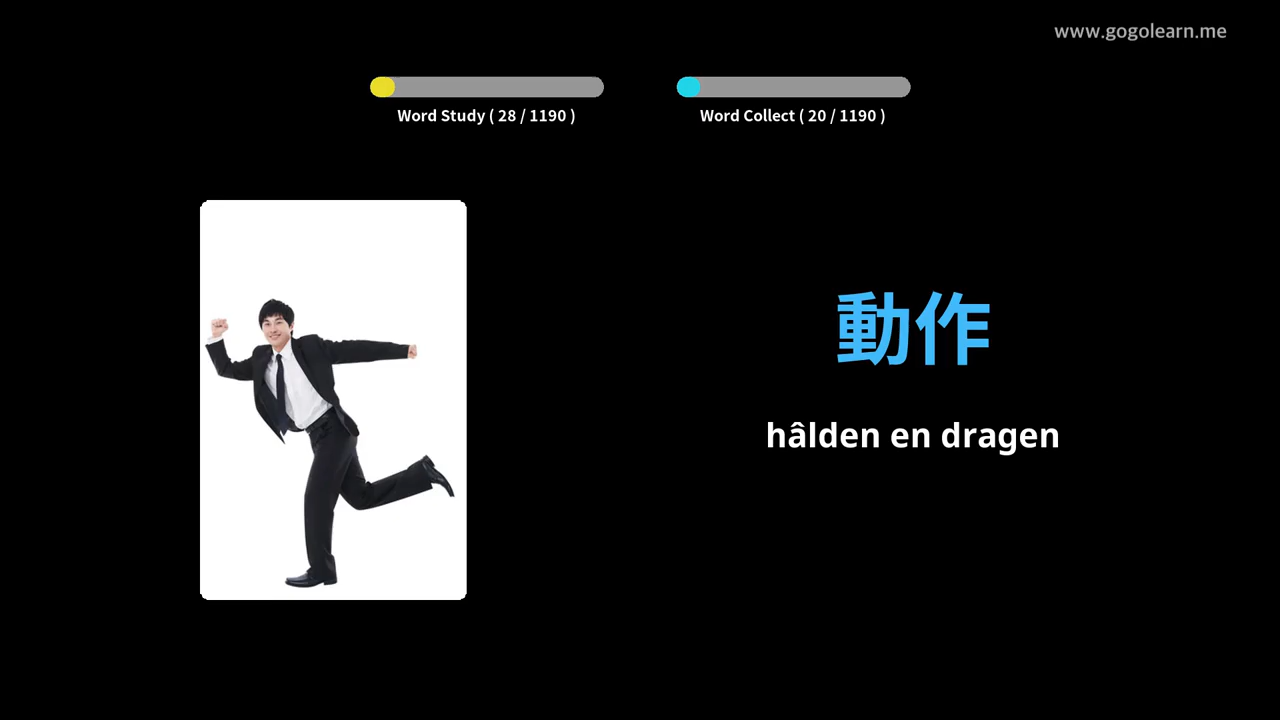 www.gogolearn.me
Word Study ( 28 / 1190 )
Word Collect ( 20 / 1190 )
動作
hâlden en dragen